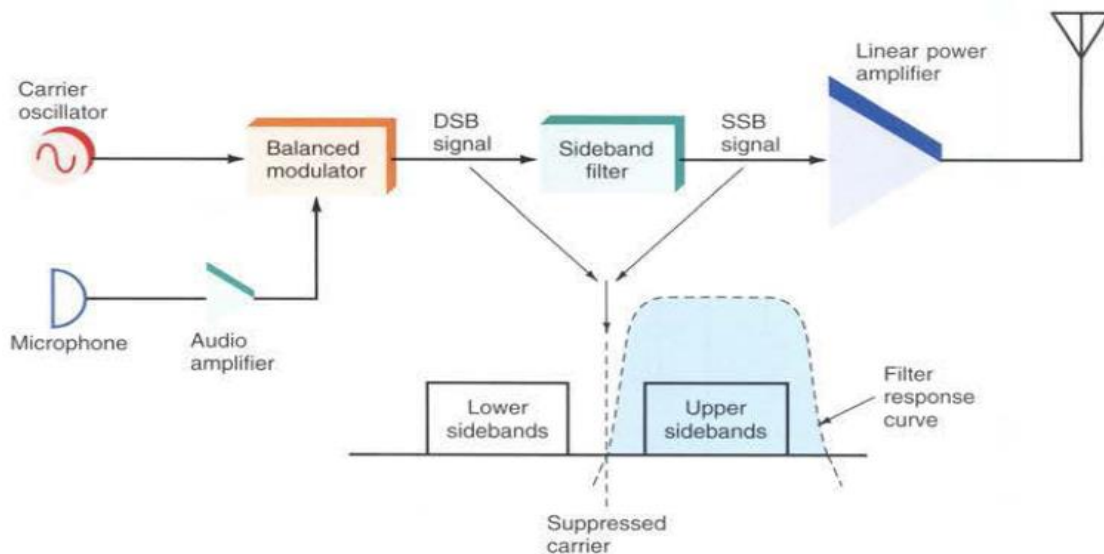 Carrier
oscillator
Balanced
modulator
DSB
signal
Sideband
filter
SSB
signal
Linear power
amplifier
Microphone
Audio
amplifier
Lower
sidebands
Upper
sidebands
Filter
response
curve
Suppressed
carrier